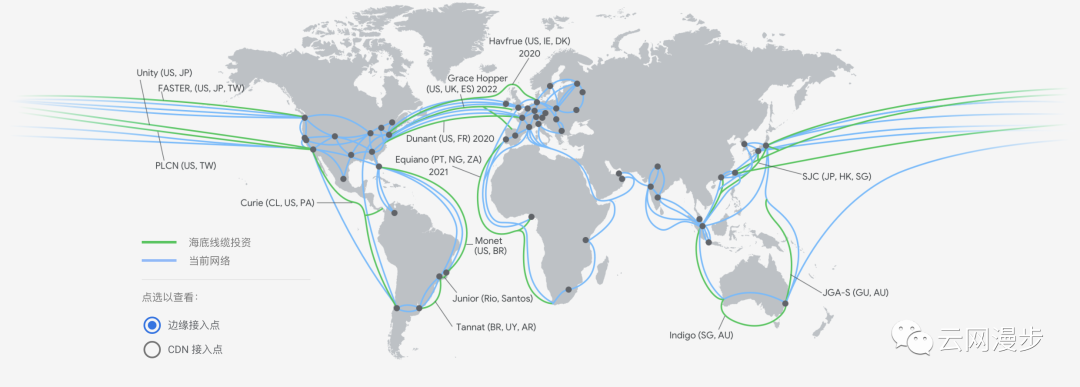 Havfrue (US, IE, DK)
2020
Unity (US, JP)
FASTER, (US, JP, TW)
Grace Hopper
(US, UK, ES) 2022
Dunant (US, FR) 2020
PLCN (US, TW)
Equiano (PT, NG, ZA)
2021
SJC (JP, HK, SG)
Curie (CL, US, PA)
Monet
(US, BR)
海底线缆投资
当前网络
点选以查看:
边缘接入点
CDN 接入点
Junior (Rio, Santos)
Tannat (BR, UY, AR)
JGA-S (GU, AU)
Indigo (SG, AU)
云网漫步